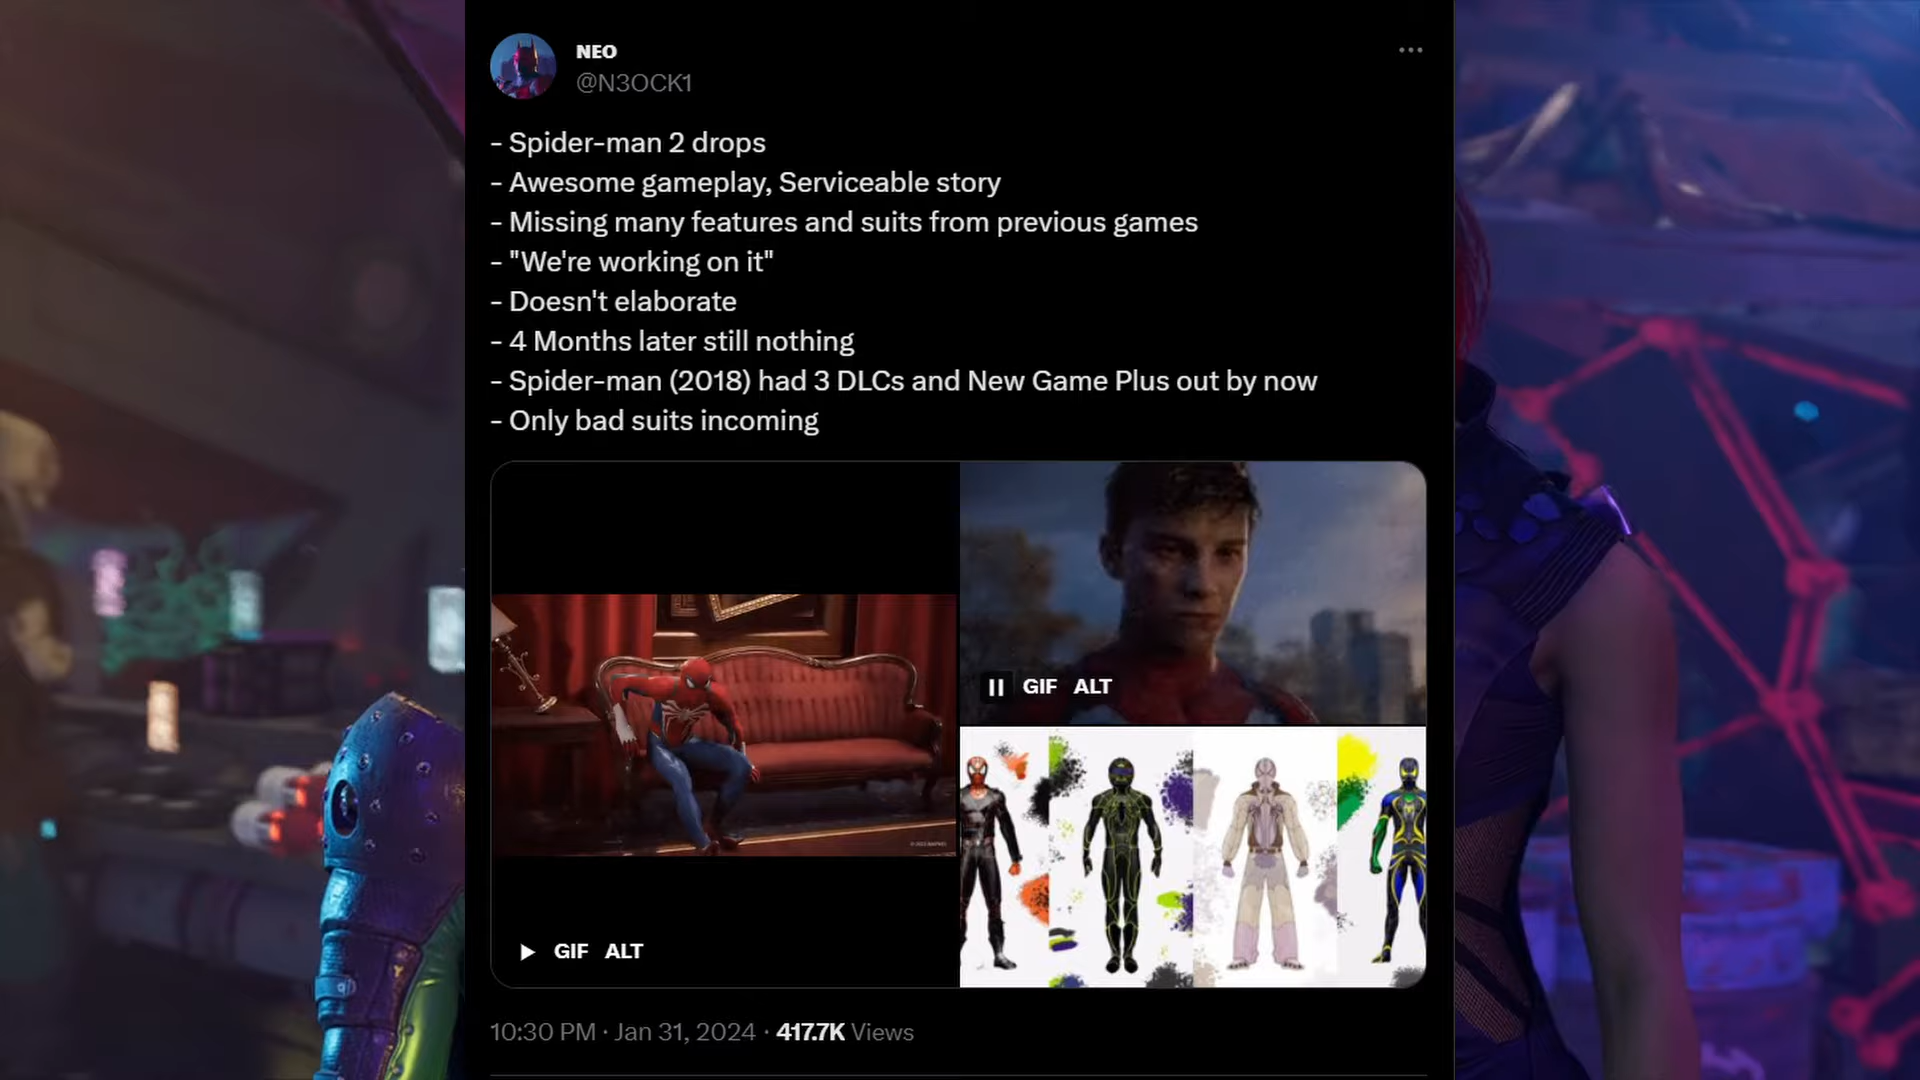 NEO
@N3OCK1
- Spider-man 2 drops
- Awesome gameplay, Serviceable story
- Missing many features and suits from previous games
- "We're working on it"
- Doesn't elaborate
- 4 Months later still nothing
- Spider-man (2018) had 3 DLCs and New Game Plus out by now
- Only bad suits incoming
GIF ALT
GIF ALT
10:30 PM · Jan 31, 2024 · 417.7K Views